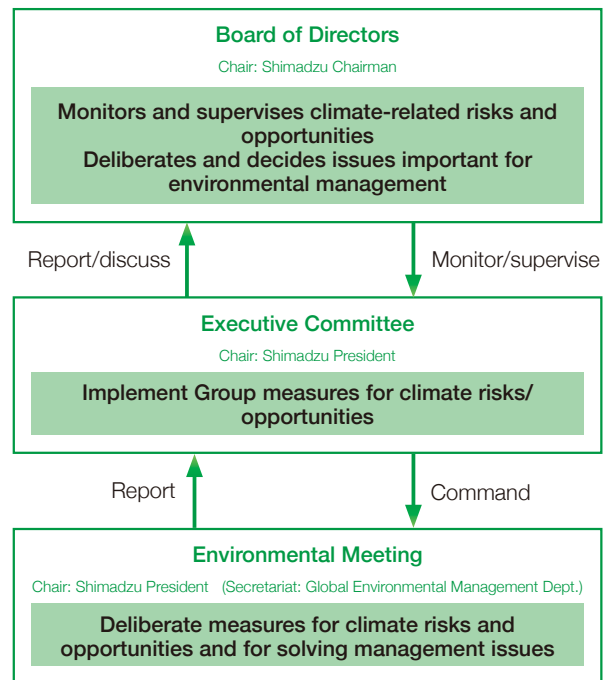 Board of Directors
Chair: Shimadzu Chairman
Monitors and supervises climate-related risks and
opportunities
Deliberates and decides issues important for
environmental management
Report/discuss
Monitor/supervise
Executive Committee
Chair: Shimadzu President
Implement Group measures for climate risks/
opportunities
Report
Command
Environmental Meeting
Chair: Shimadzu President (Secretariat: Global Environmental Management Dept.)
Deliberate measures for climate risks and
opportunities and for solving management issues